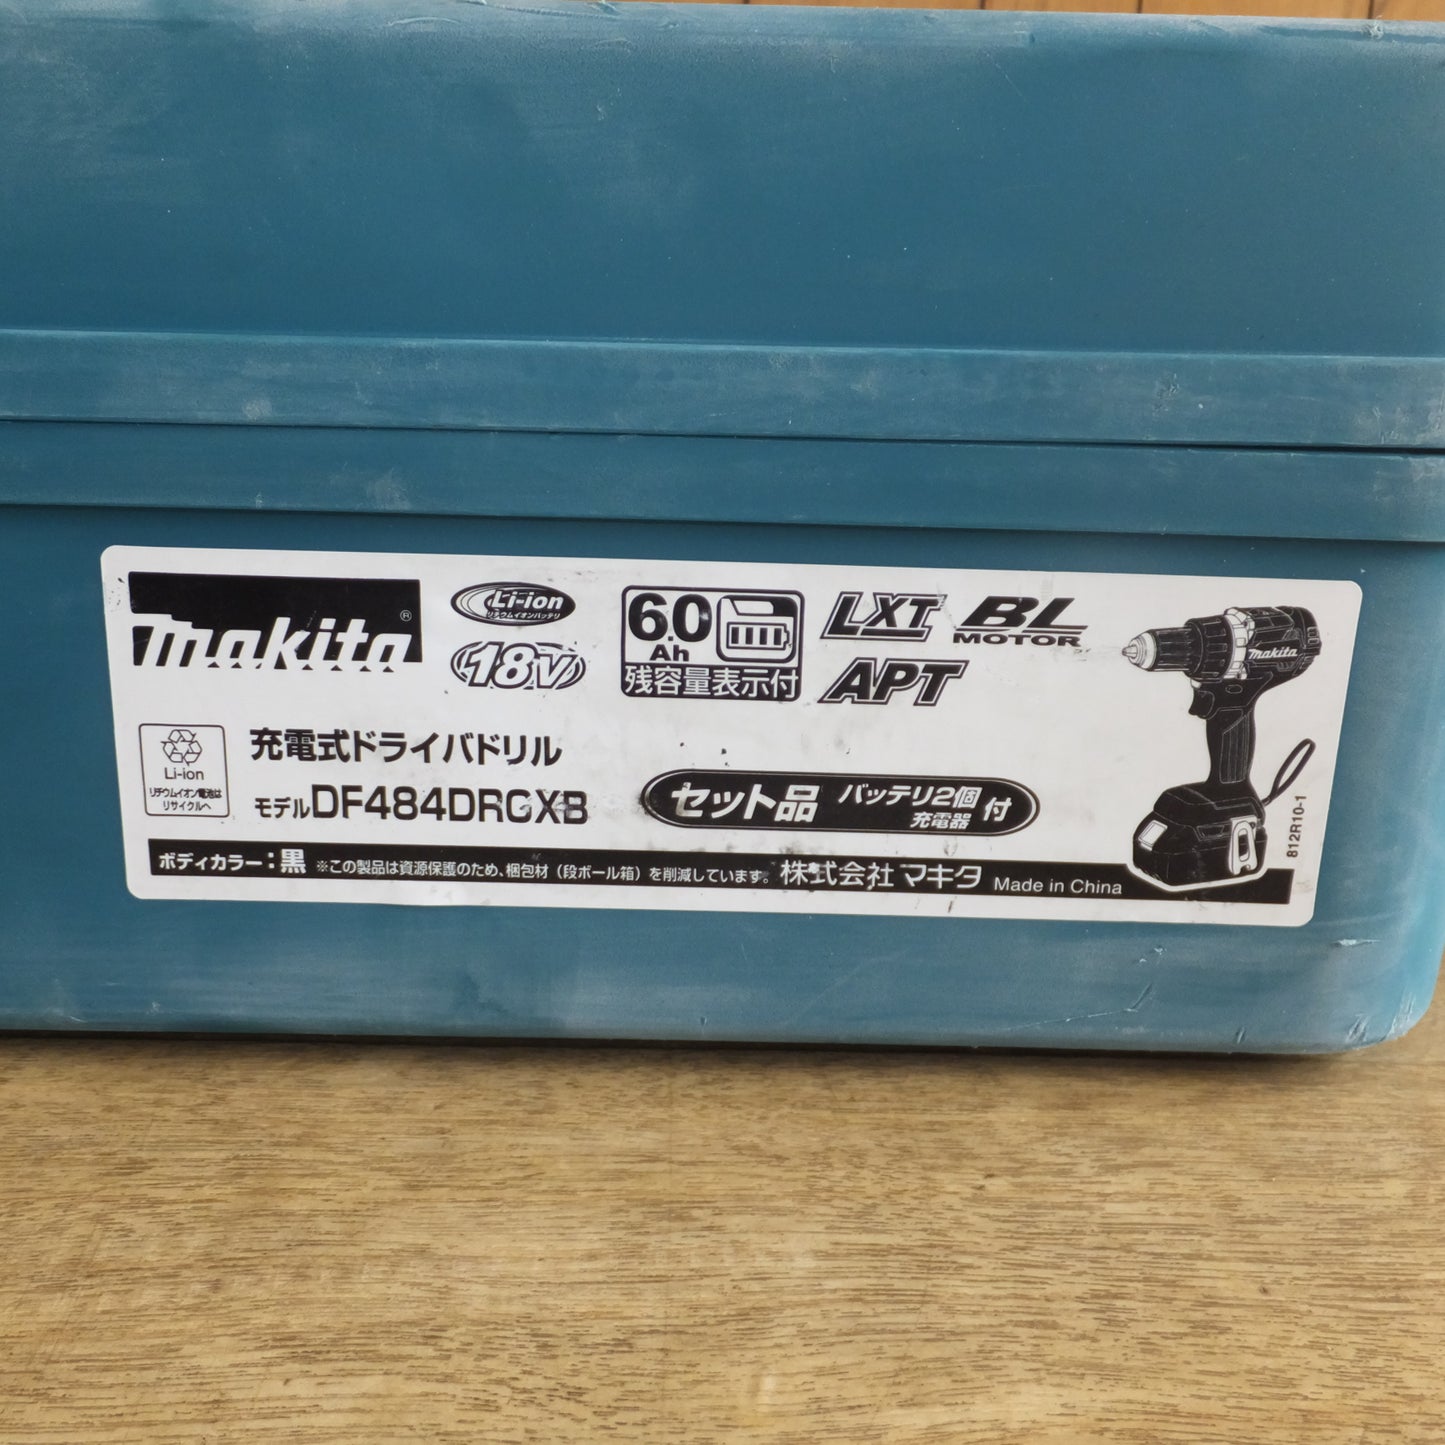 makita®
Li-ion
リチウムイオンバッテリ
18V
6.0
Ah
残容量表示付
LXT BL
MOTOR
APT
makita
Li-ion
リチウムイオン電池は
リサイクルへ
充電式ドライバドリル
モデルDF484DRGXB
セット品 バッテリ2個
充電器 付
812R10-1
ボディカラー：黒 ※この製品は資源保護のため、梱包材（段ボール箱）を削減しています。 株式会社 マキタ Made in China